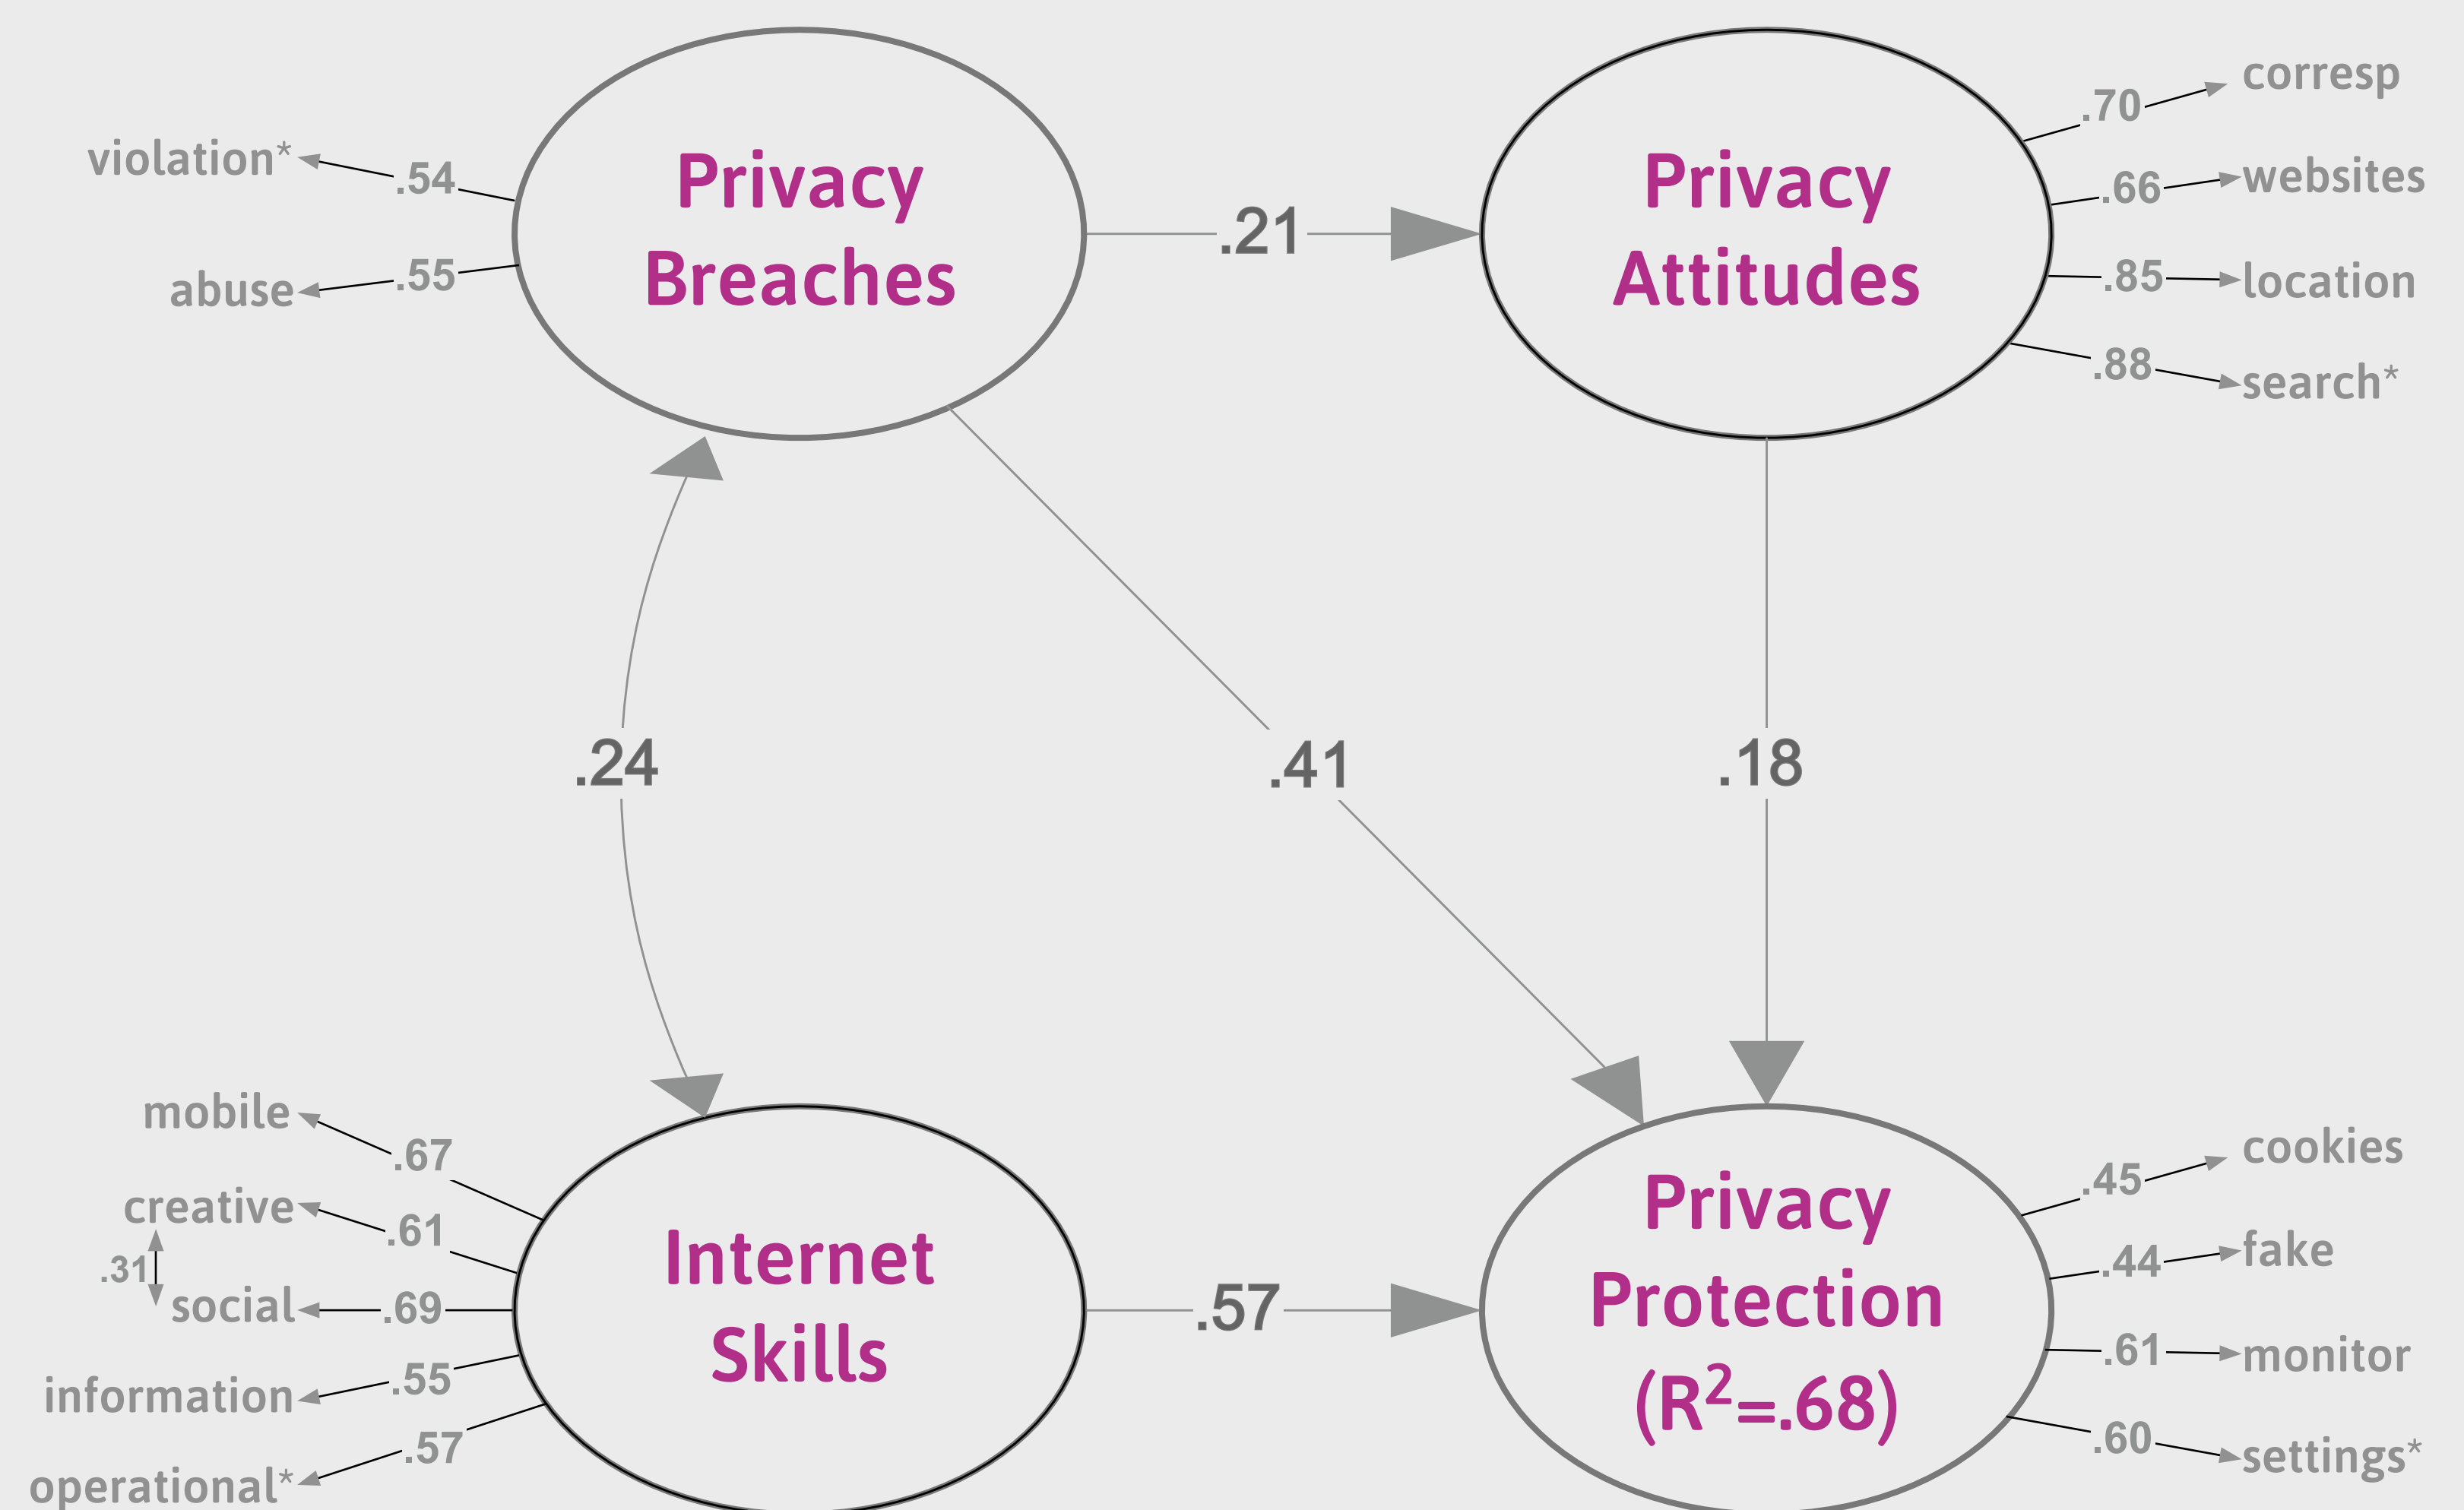 violation*
.54
abuse
.55
Privacy
Breaches
.21
Privacy
Attitudes
.70
corresp
.66
websites
.85
location
.88
search*
.24
.41
.18
mobile
.67
creative
.61
.31
social
.69
information
.55
operational*
.57
Internet
Skills
.57
Privacy
Protection
(R²=.68)
.45
cookies
.44
fake
.61
monitor
.60
settings*